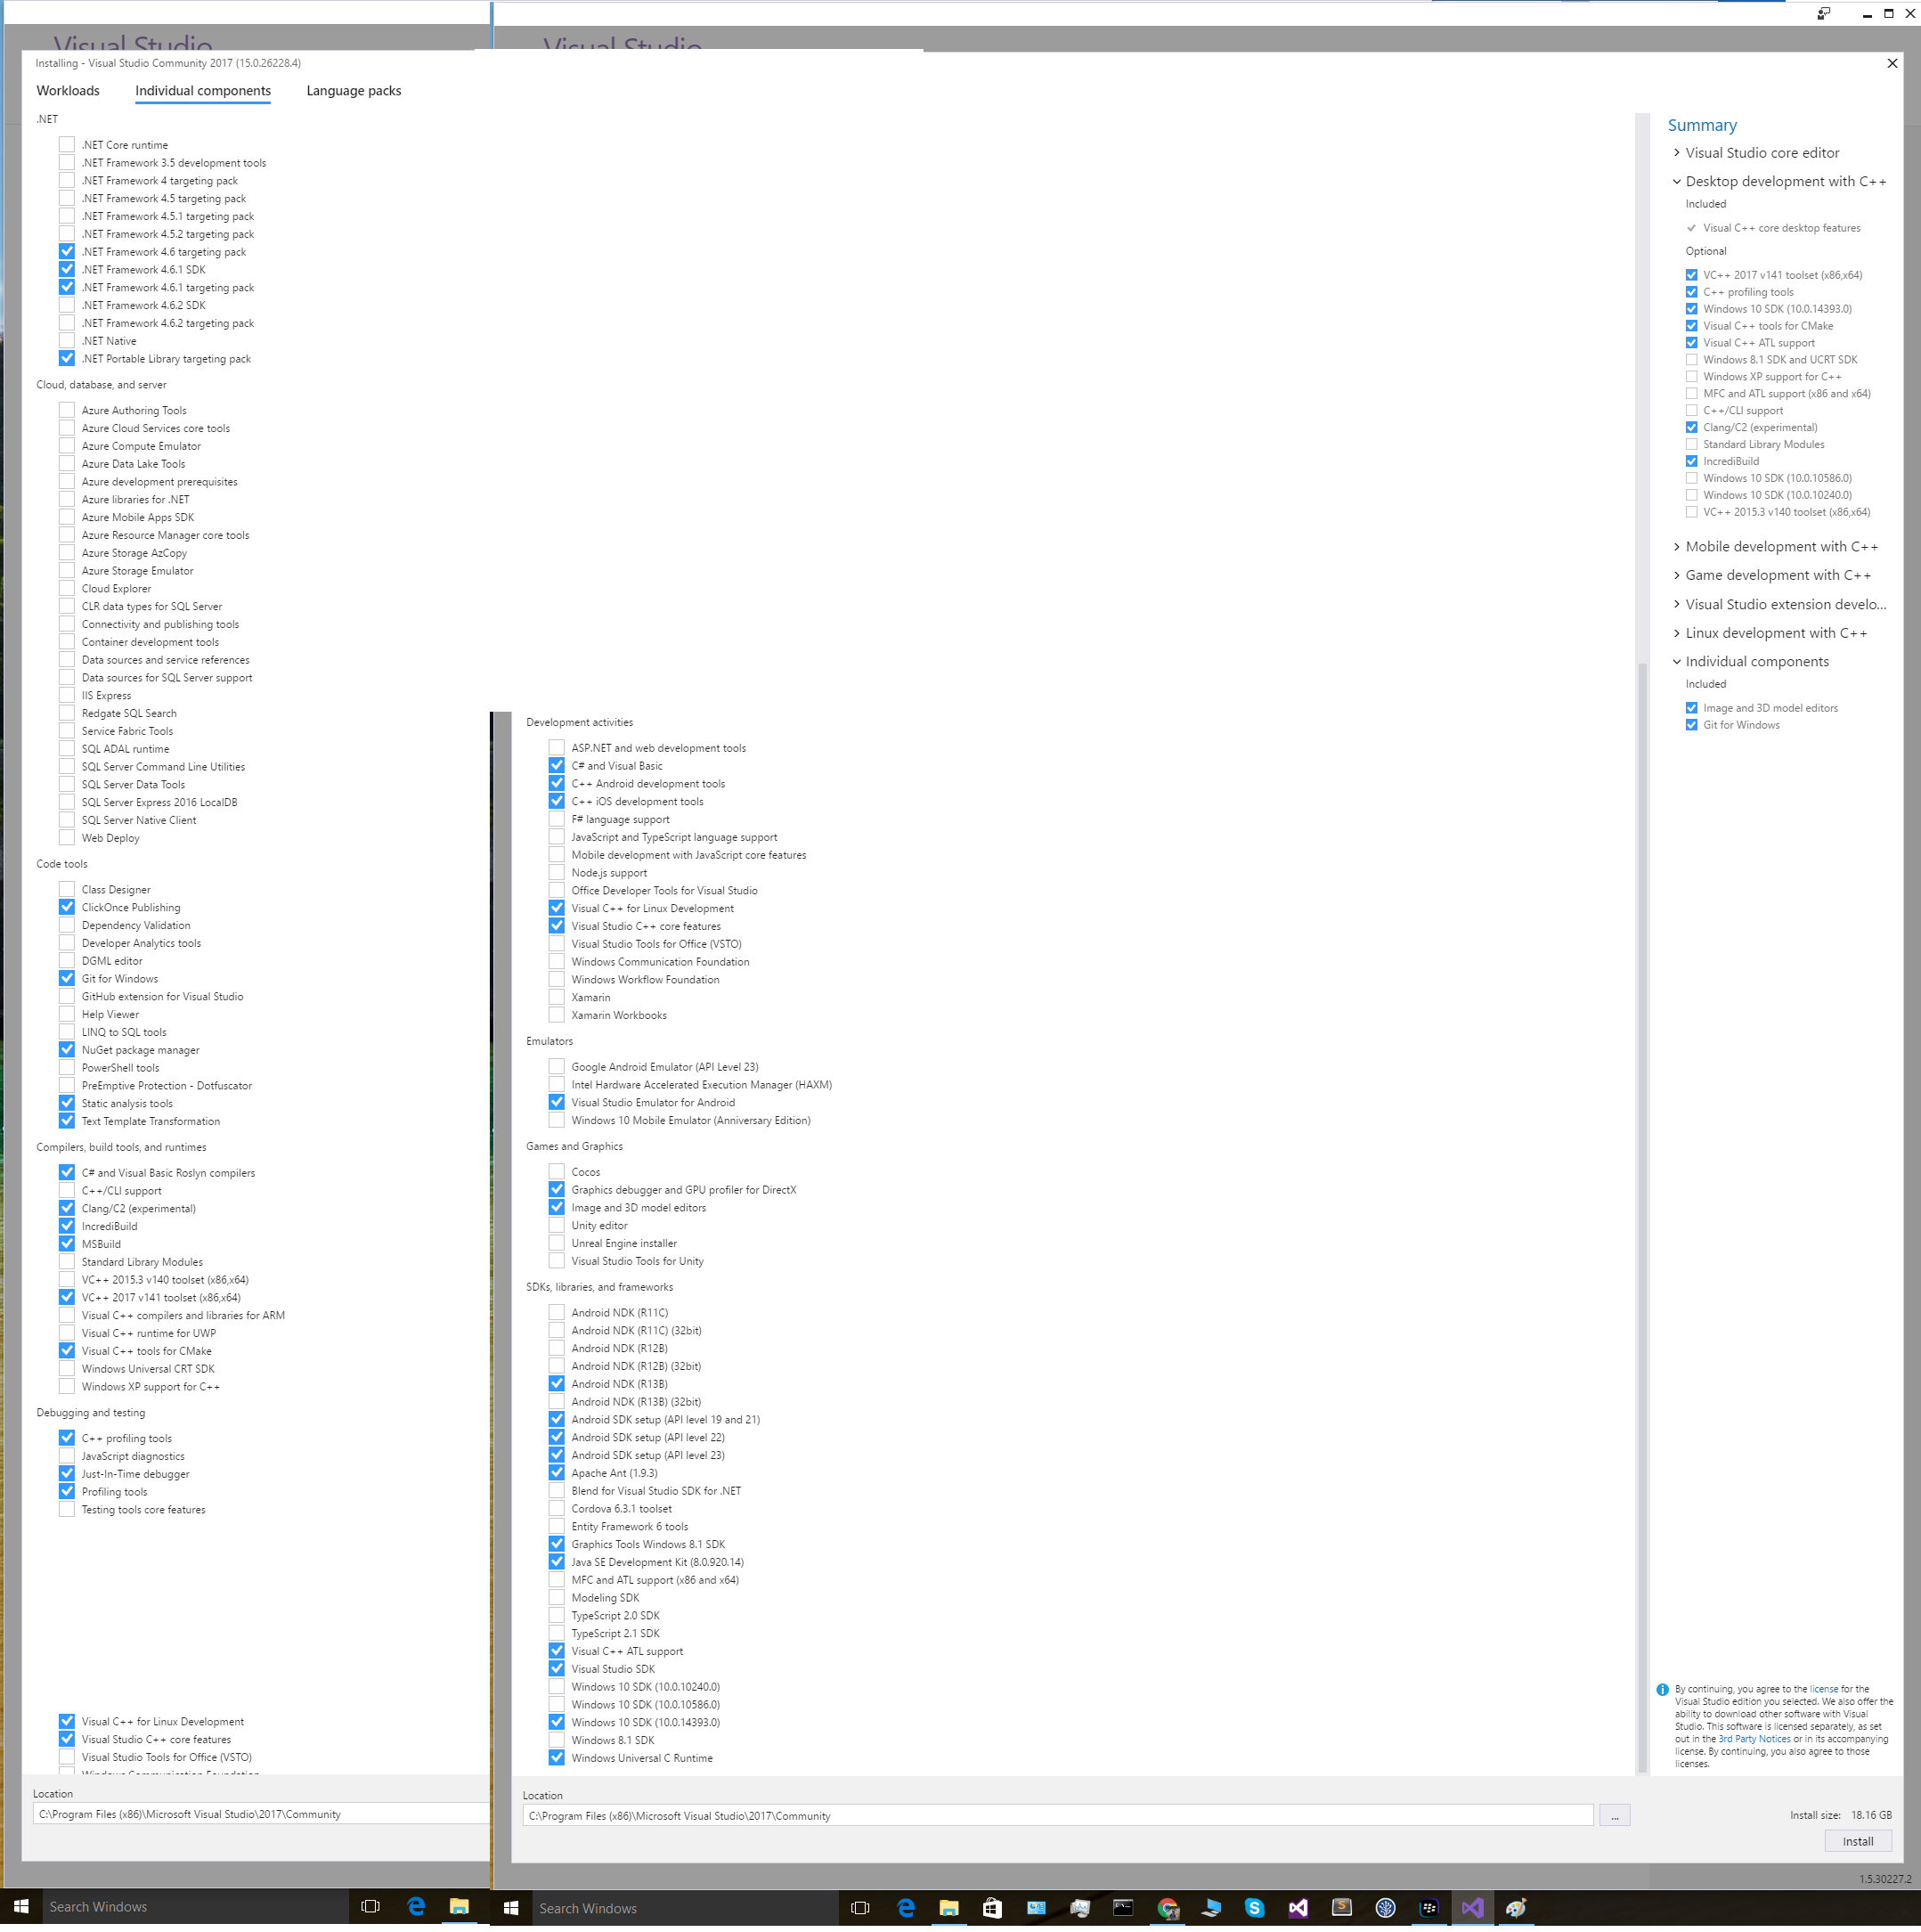 Visual Studio
Visual Studio
Installing - Visual Studio Community 2017 (15.0.26228.4)
Workloads
Individual components
Language packs
.NET
.NET Core runtime
.NET Framework 3.5 development tools
.NET Framework 4 targeting pack
.NET Framework 4.5 targeting pack
.NET Framework 4.5.1 targeting pack
.NET Framework 4.5.2 targeting pack
.NET Framework 4.6 targeting pack
.NET Framework 4.6.1 SDK
.NET Framework 4.6.1 targeting pack
.NET Framework 4.6.2 SDK
.NET Framework 4.6.2 targeting pack
.NET Native
.NET Portable Library targeting pack
Cloud, database, and server
Azure Authoring Tools
Azure Cloud Services core tools
Azure Compute Emulator
Azure Data Lake Tools
Azure development prerequisites
Azure libraries for .NET
Azure Mobile Apps SDK
Azure Resource Manager core tools
Azure Storage AzCopy
Azure Storage Emulator
Cloud Explorer
CLR data types for SQL Server
Connectivity and publishing tools
Container development tools
Data sources and service references
Data sources for SQL Server support
IIS Express
Redgate SQL Search
Service Fabric Tools
SQL ADAL runtime
SQL Server Command Line Utilities
SQL Server Data Tools
SQL Server Express 2016 LocalDB
SQL Server Native Client
Web Deploy
Code tools
Class Designer
ClickOnce Publishing
Dependency Validation
Developer Analytics tools
DGML editor
Git for Windows
GitHub extension for Visual Studio
Help Viewer
LINQ to SQL tools
NuGet package manager
PowerShell tools
PreEmptive Protection - Dotfuscator
Static analysis tools
Text Template Transformation
Compilers, build tools, and runtimes
C# and Visual Basic Roslyn compilers
C++/CLI support
Clang/C2 (experimental)
IncrediBuild
MSBuild
Standard Library Modules
VC++ 2015.3 v140 toolset (x86,x64)
VC++ 2017 v141 toolset (x86,x64)
Visual C++ compilers and libraries for ARM
Visual C++ runtime for UWP
Visual C++ tools for CMake
Windows Universal CRT SDK
Windows XP support for C++
Debugging and testing
C++ profiling tools
JavaScript diagnostics
Just-In-Time debugger
Profiling tools
Testing tools core features
Visual C++ for Linux Development
Visual Studio C++ core features
Visual Studio Tools for Office (VSTO)
Windows Communication Foundation
Location
C:\Program Files (x86)\Microsoft Visual Studio\2017\Community
Search Windows
Development activities
ASP.NET and web development tools
C# and Visual Basic
C++ Android development tools
C++ iOS development tools
F# language support
JavaScript and TypeScript language support
Mobile development with JavaScript core features
Node.js support
Office Developer Tools for Visual Studio
Visual C++ for Linux Development
Visual Studio C++ core features
Visual Studio Tools for Office (VSTO)
Windows Communication Foundation
Windows Workflow Foundation
Xamarin
Xamarin Workbooks
Emulators
Google Android Emulator (API Level 23)
Intel Hardware Accelerated Execution Manager (HAXM)
Visual Studio Emulator for Android
Windows 10 Mobile Emulator (Anniversary Edition)
Games and Graphics
Cocos
Graphics debugger and GPU profiler for DirectX
Image and 3D model editors
Unity editor
Unreal Engine installer
Visual Studio Tools for Unity
SDKs, libraries, and frameworks
Android NDK (R11C)
Android NDK (R11C) (32bit)
Android NDK (R12B)
Android NDK (R12B) (32bit)
Android NDK (R13B)
Android NDK (R13B) (32bit)
Android SDK setup (API level 19 and 21)
Android SDK setup (API level 22)
Android SDK setup (API level 23)
Apache Ant (1.9.3)
Blend for Visual Studio SDK for .NET
Cordova 6.3.1 toolset
Entity Framework 6 tools
Graphics Tools Windows 8.1 SDK
Java SE Development Kit (8.0.920.14)
MFC and ATL support (x86 and x64)
Modeling SDK
TypeScript 2.0 SDK
TypeScript 2.1 SDK
Visual C++ ATL support
Visual Studio SDK
Windows 10 SDK (10.0.10240.0)
Windows 10 SDK (10.0.10586.0)
Windows 10 SDK (10.0.14393.0)
Windows 8.1 SDK
Windows Universal C Runtime
Location
C:\Program Files (x86)\Microsoft Visual Studio\2017\Community
...
Search Windows
Summary
Visual Studio core editor
Desktop development with C++
Included
Visual C++ core desktop features
Optional
VC++ 2017 v141 toolset (x86,x64)
C++ profiling tools
Windows 10 SDK (10.0.14393.0)
Visual C++ tools for CMake
Visual C++ ATL support
Windows 8.1 SDK and UCRT SDK
Windows XP support for C++
MFC and ATL support (x86 and x64)
C++/CLI support
Clang/C2 (experimental)
Standard Library Modules
IncrediBuild
Windows 10 SDK (10.0.10586.0)
Windows 10 SDK (10.0.10240.0)
VC++ 2015.3 v140 toolset (x86,x64)
Mobile development with C++
Game development with C++
Visual Studio extension develo...
Linux development with C++
Individual components
Included
Image and 3D model editors
Git for Windows
By continuing, you agree to the license for the
Visual Studio edition you selected. We also offer the
ability to download other software with Visual
Studio. This software is licensed separately, as set
out in the 3rd Party Notices or in its accompanying
license. By continuing, you also agree to those
licenses.
Install size: 18.16 GB
Install
1.5.30227.2